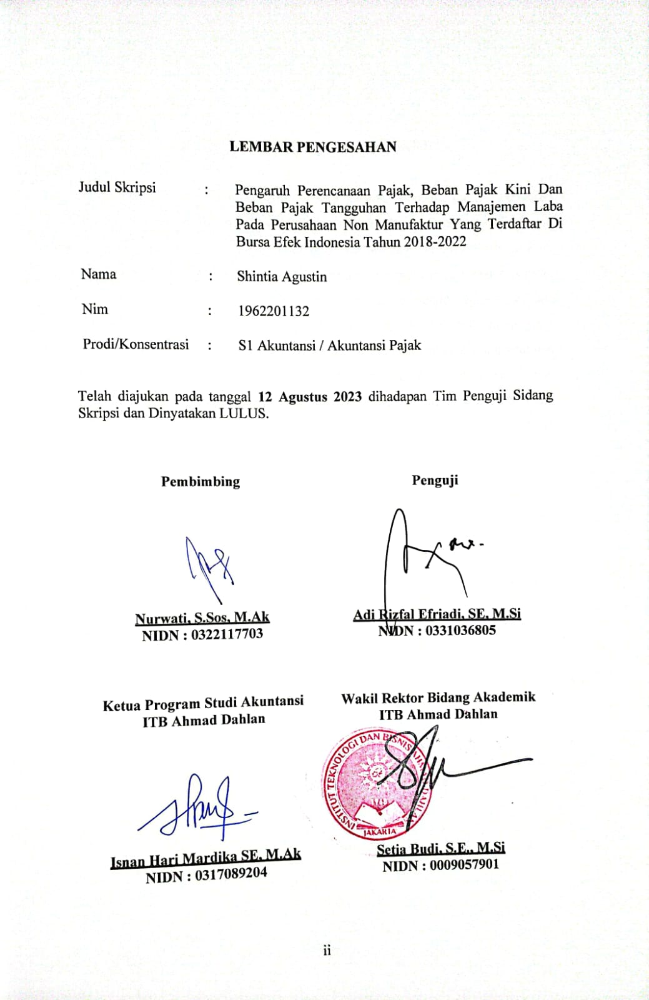 LEMBAR PENGESAHAN
Judul Skripsi : Pengaruh Perencanaan Pajak, Beban Pajak Kini Dan
Beban Pajak Tangguhan Terhadap Manajemen Laba
Pada Perusahaan Non Manufaktur Yang Terdaftar Di
Bursa Efek Indonesia Tahun 2018-2022
Nama : Shintia Agustin
Nim : 1962201132
Prodi/Konsentrasi : S1 Akuntansi / Akuntansi Pajak
Telah diajukan pada tanggal 12 Agustus 2023 dihadapan Tim Penguji Sidang
Skripsi dan Dinyatakan LULUS.
Pembimbing
Nurwati, S.Sos, M.Ak
NIDN : 0322117703
Penguji
Adi Rizfal Efriadi, SE, M.Si
NIDN : 0331036805
Ketua Program Studi Akuntansi
ITB Ahmad Dahlan
Isnan Hari Mardika SE, M.Ak
NIDN : 0317089204
Wakil Rektor Bidang Akademik
ITB Ahmad Dahlan
INSTITUT TEKNOLOGI DAN BISNIS AHMAD DAHLAN
JAKARTA
Setia Budi, S.E., M.Si
NIDN : 0009057901
ii